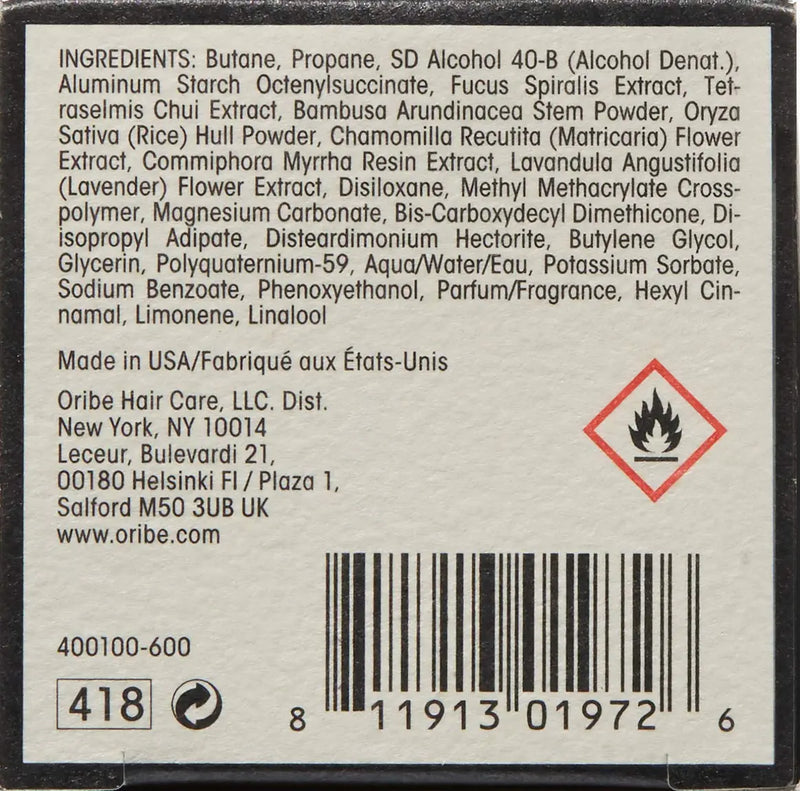 INGREDIENTS: Butane, Propane, SD Alcohol 40-B (Alcohol Denat.),
Aluminum Starch Octenylsuccinate, Fucus Spiralis Extract, Tet-
raselmis Chui Extract, Bambusa Arundinacea Stem Powder, Oryza
Sativa (Rice) Hull Powder, Chamomilla Recutita (Matricaria) Flower
Extract, Commiphora Myrrha Resin Extract, Lavandula Angustifolia
(Lavender) Flower Extract, Disiloxane, Methyl Methacrylate Cross-
polymer, Magnesium Carbonate, Bis-Carboxydecyl Dimethicone, Di-
isopropyl Adipate, Disteardimonium Hectorite, Butylene Glycol,
Glycerin, Polyquaternium-59, Aqua/Water/Eau, Potassium Sorbate,
Sodium Benzoate, Phenoxyethanol, Parfum/Fragrance, Hexyl Cin-
namal, Limonene, Linalool
Made in USA/Fabriqué aux États-Unis
Oribe Hair Care, LLC. Dist.
New York, NY 10014
Leceur, Bulevardi 21,
00180 Helsinki FI / Plaza 1,
Salford M50 3UB UK
www.oribe.com
400100-600
418
8 11913 01972 6